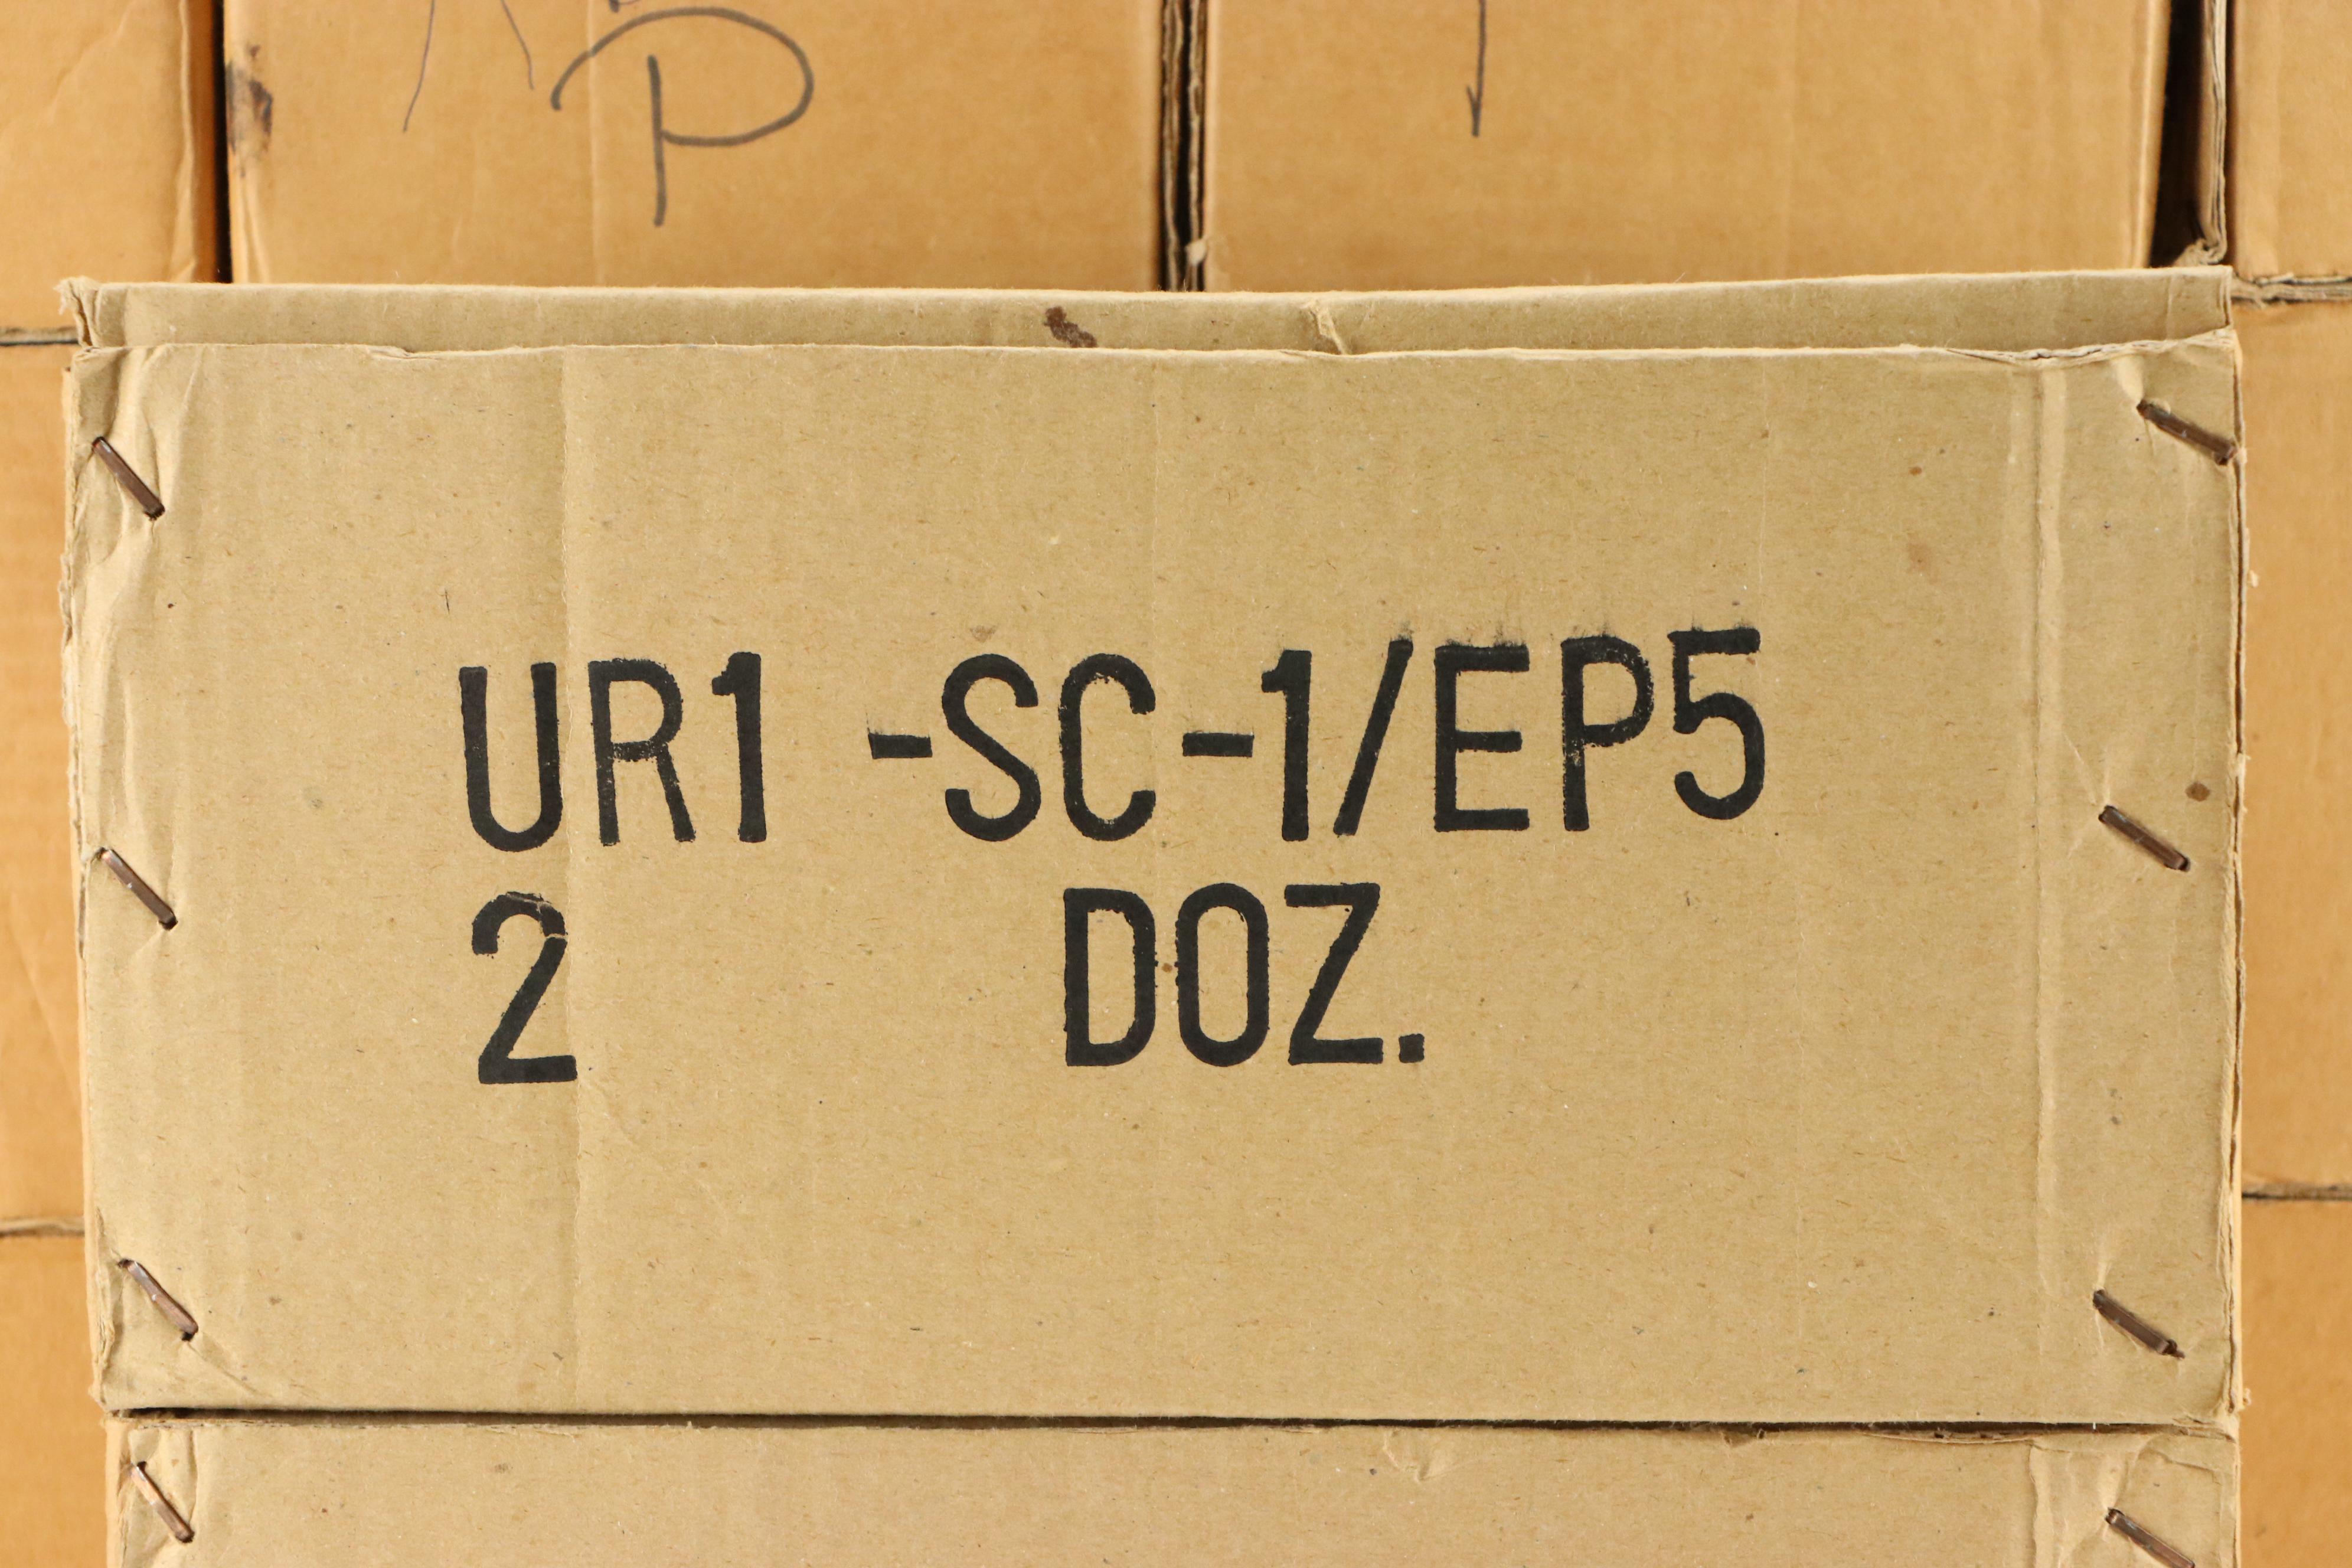 P
UR1 -SC-1/EP5
2 DOZ.